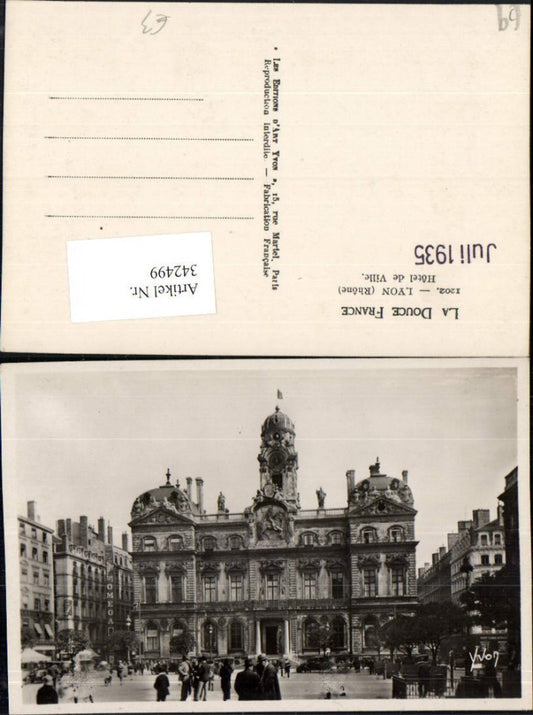 LA DOUCE FRANCE
1202. — LYON (Rhône)
Hôtel de Ville.
Juli 1935
« LES EDITIONS D'ART YVON », 15, rue Martel, Paris
Reproduction interdite. — Fabrication Française
Artikel Nr.
342499
69
OMEGA
YVON